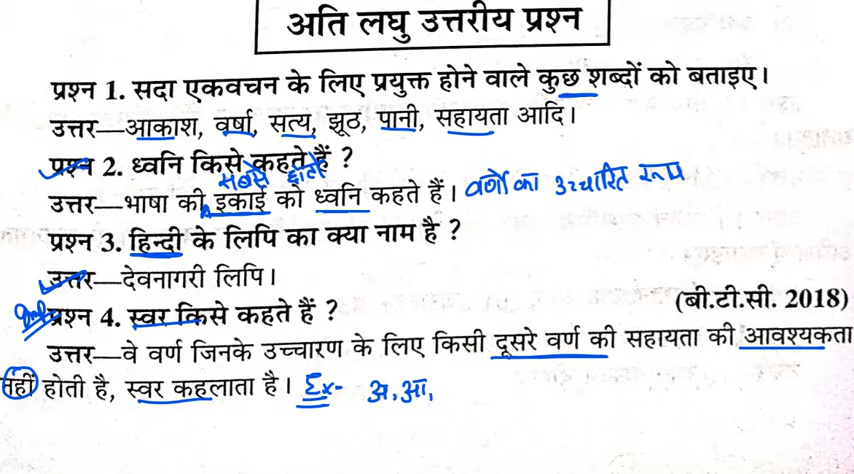 अति लघु उत्तरीय प्रश्न
प्रश्न 1. सदा एकवचन के लिए प्रयुक्त होने वाले कुछ शब्दों को बताइए।
उत्तर—आकाश, वर्षा, सत्य, झूठ, पानी, सहायता आदि।
प्रश्न 2. ध्वनि किसे कहते हैं ?
सबसे छोटी
उत्तर—भाषा की इकाई को ध्वनि कहते हैं। वर्णों का उच्चारित रूप
प्रश्न 3. हिन्दी के लिपि का क्या नाम है ?
उत्तर—देवनागरी लिपि।
प्रश्न 4. स्वर किसे कहते हैं ? (बी.टी.सी. 2018)
उत्तर—वे वर्ण जिनके उच्चारण के लिए किसी दूसरे वर्ण की सहायता की आवश्यकता
नहीं होती है, स्वर कहलाता है। Ex- अ, आ,